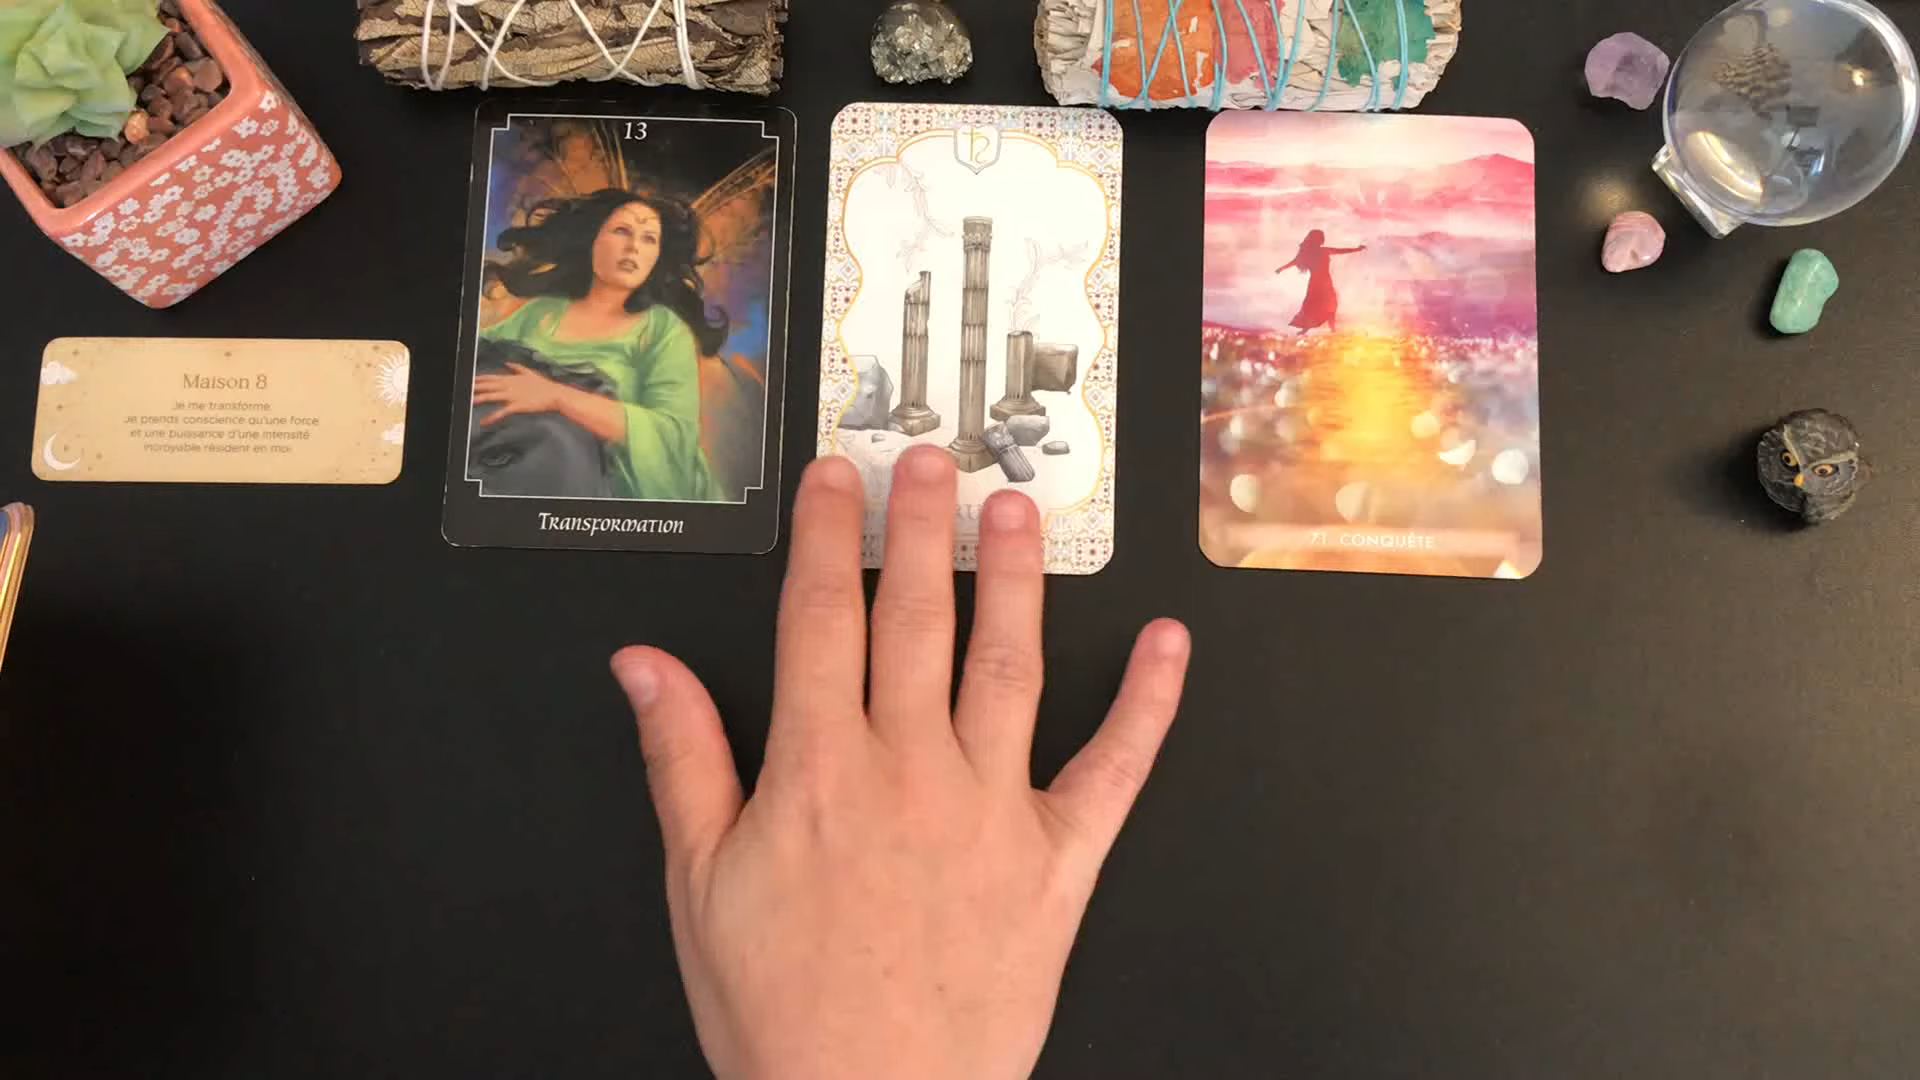 13
Transformation
Maison 8
Je me transforme.
Je prends conscience qu'une force
et une puissance d'une intensité
incroyable résident en moi.
71. CONQUÊTE